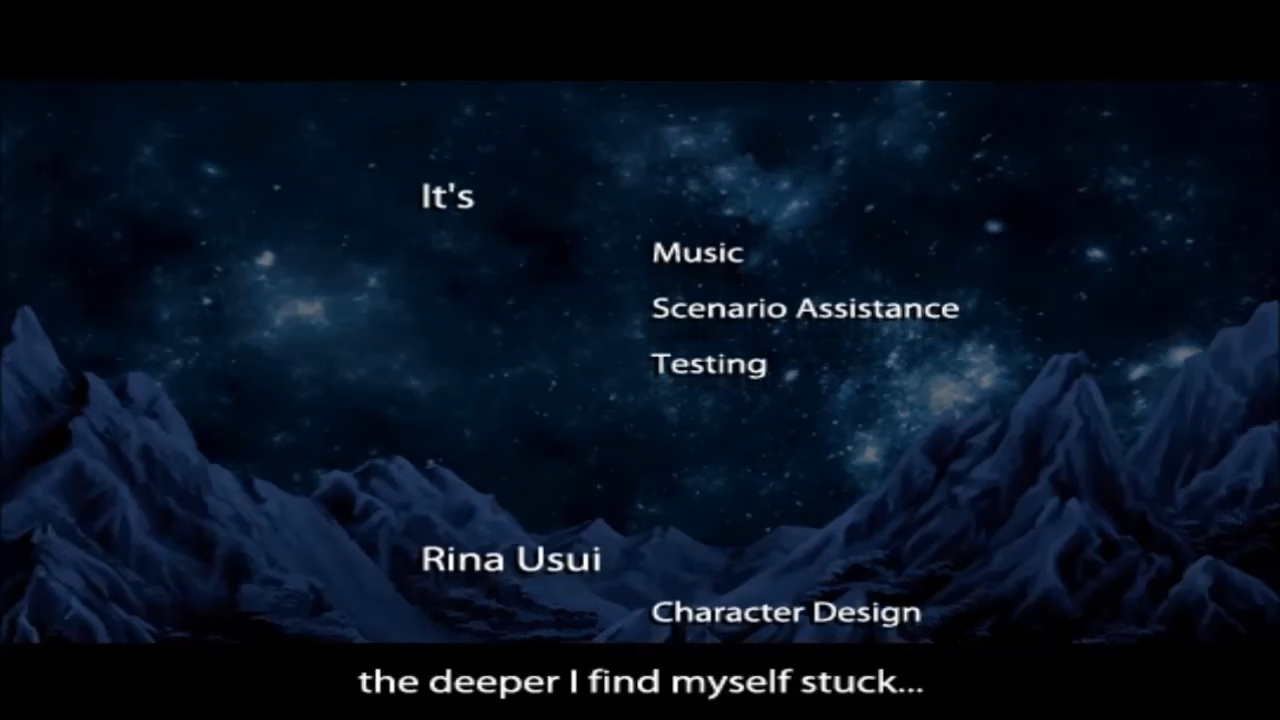 It's
Music
Scenario Assistance
Testing
Rina Usui
Character Design
the deeper I find myself stuck...